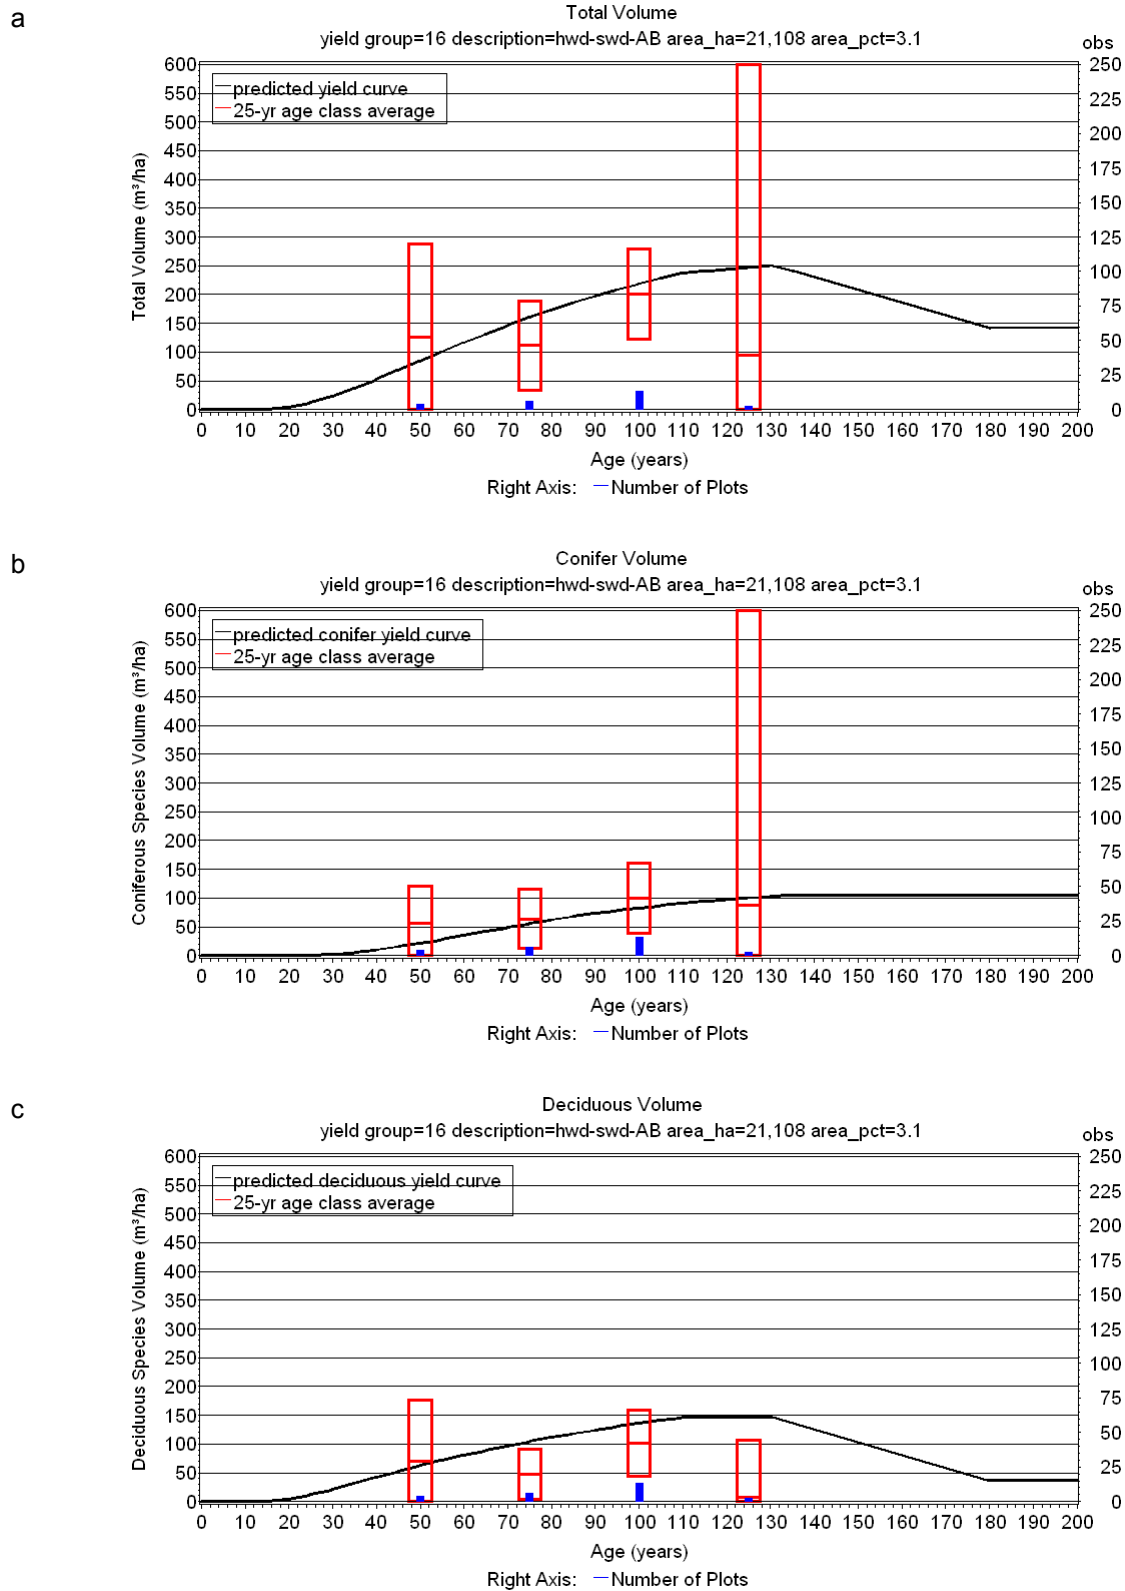 a
Total Volume
yield group=16 description=hwd-swd-AB area_ha=21,108 area_pct=3.1
obs
Total Volume (m³/ha)
600
550
500
450
400
350
300
250
200
150
100
50
0
predicted yield curve
25-yr age class average
250
225
200
175
150
125
100
75
50
25
0
0 10 20 30 40 50 60 70 80 90 100 110 120 130 140 150 160 170 180 190 200
Age (years)
Right Axis: Number of Plots
b
Conifer Volume
yield group=16 description=hwd-swd-AB area_ha=21,108 area_pct=3.1
obs
Coniferous Species Volume (m³/ha)
600
550
500
450
400
350
300
250
200
150
100
50
0
predicted conifer yield curve
25-yr age class average
250
225
200
175
150
125
100
75
50
25
0
0 10 20 30 40 50 60 70 80 90 100 110 120 130 140 150 160 170 180 190 200
Age (years)
Right Axis: Number of Plots
c
Deciduous Volume
yield group=16 description=hwd-swd-AB area_ha=21,108 area_pct=3.1
obs
Deciduous Species Volume (m³/ha)
600
550
500
450
400
350
300
250
200
150
100
50
0
predicted deciduous yield curve
25-yr age class average
250
225
200
175
150
125
100
75
50
25
0
0 10 20 30 40 50 60 70 80 90 100 110 120 130 140 150 160 170 180 190 200
Age (years)
Right Axis: Number of Plots